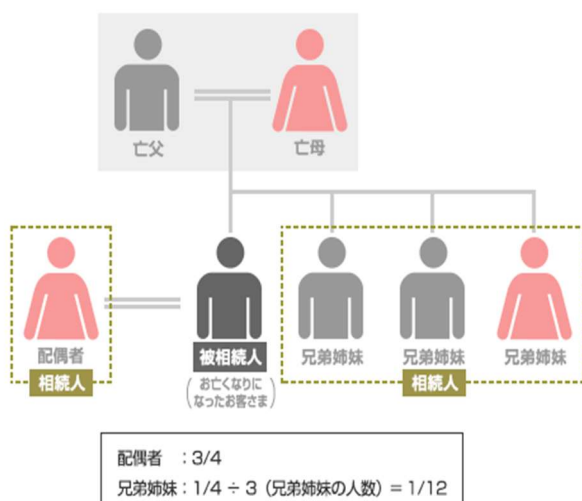 亡父
亡母
配偶者
相続人
被相続人
(お亡くなりに
なったお客さま)
兄弟姉妹
兄弟姉妹
兄弟姉妹
相続人
配偶者 : 3/4
兄弟姉妹 : 1/4 ÷ 3 (兄弟姉妹の人数) = 1/12